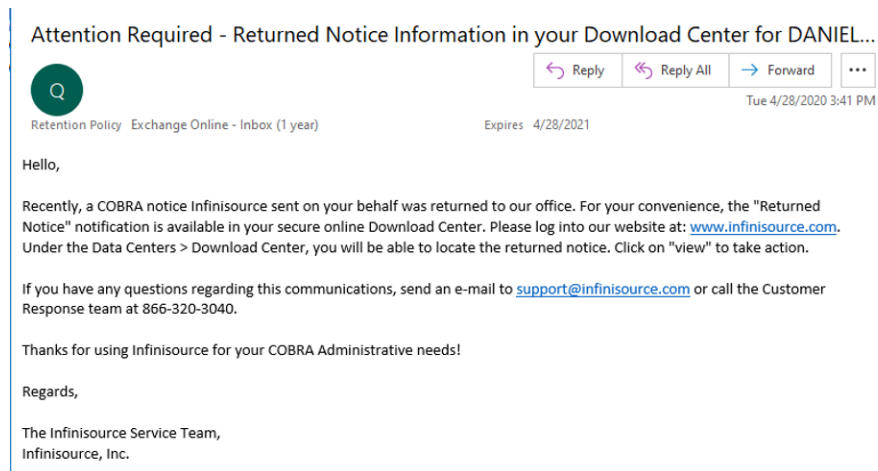 Attention Required - Returned Notice Information in your Download Center for DANIEL...
Reply Reply All Forward ...
Q
Tue 4/28/2020 3:41 PM
Retention Policy Exchange Online - Inbox (1 year) Expires 4/28/2021
Hello,
Recently, a COBRA notice Infinisource sent on your behalf was returned to our office. For your convenience, the "Returned
Notice" notification is available in your secure online Download Center. Please log into our website at: www.infinisource.com.
Under the Data Centers > Download Center, you will be able to locate the returned notice. Click on "view" to take action.
If you have any questions regarding this communications, send an e-mail to support@infinisource.com or call the Customer
Response team at 866-320-3040.
Thanks for using Infinisource for your COBRA Administrative needs!
Regards,
The Infinisource Service Team,
Infinisource, Inc.